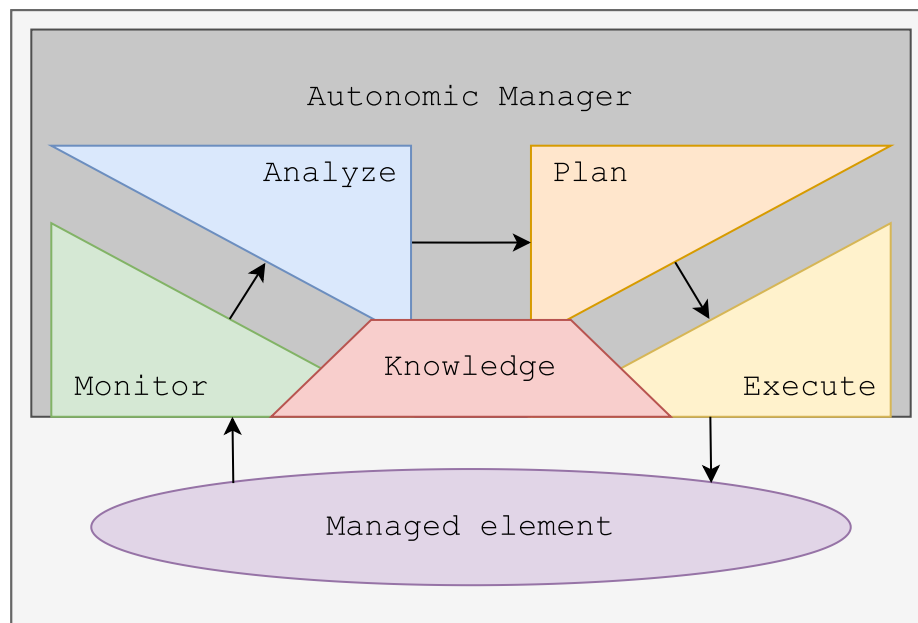 Autonomic Manager
Analyze
Plan
Knowledge
Monitor
Execute
Managed element